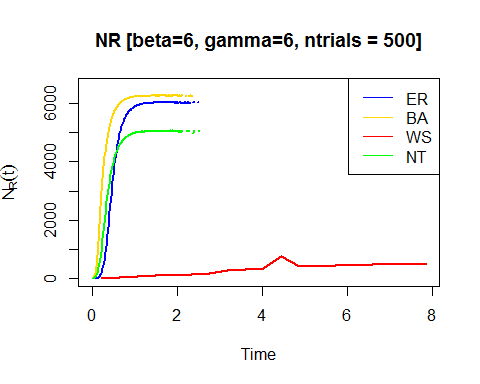 NR [beta=6, gamma=6, ntrials = 500]
ER
BA
WS
NT
NR(t)
0 2000 4000 6000
0 2 4 6 8
Time